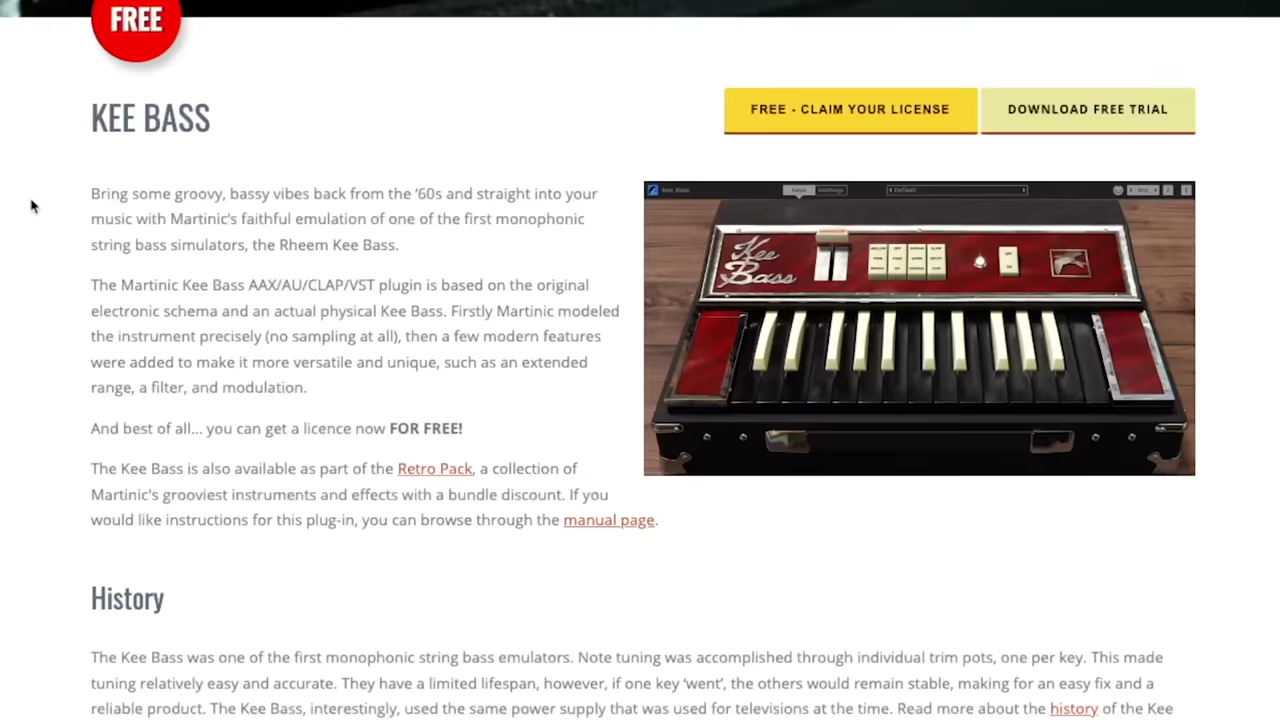 FREE
KEE BASS
FREE - CLAIM YOUR LICENSE
DOWNLOAD FREE TRIAL
Bring some groovy, bassy vibes back from the ‘60s and straight into your
music with Martinic’s faithful emulation of one of the first monophonic
string bass simulators, the Rheem Kee Bass.
The Martinic Kee Bass AAX/AU/CLAP/VST plugin is based on the original
electronic schema and an actual physical Kee Bass. Firstly Martinic modeled
the instrument precisely (no sampling at all), then a few modern features
were added to make it more versatile and unique, such as an extended
range, a filter, and modulation.
And best of all... you can get a licence now FOR FREE!
The Kee Bass is also available as part of the Retro Pack, a collection of
Martinic's grooviest instruments and effects with a bundle discount. If you
would like instructions for this plug-in, you can browse through the manual page.
Kee Bass
Keys
Settings
Default
Kee
Bass
History
The Kee Bass was one of the first monophonic string bass emulators. Note tuning was accomplished through individual trim pots, one per key. This made
tuning relatively easy and accurate. They have a limited lifespan, however, if one key ‘went’, the others would remain stable, making for an easy fix and a
reliable product. The Kee Bass, interestingly, used the same power supply that was used for televisions at the time. Read more about the history of the Kee